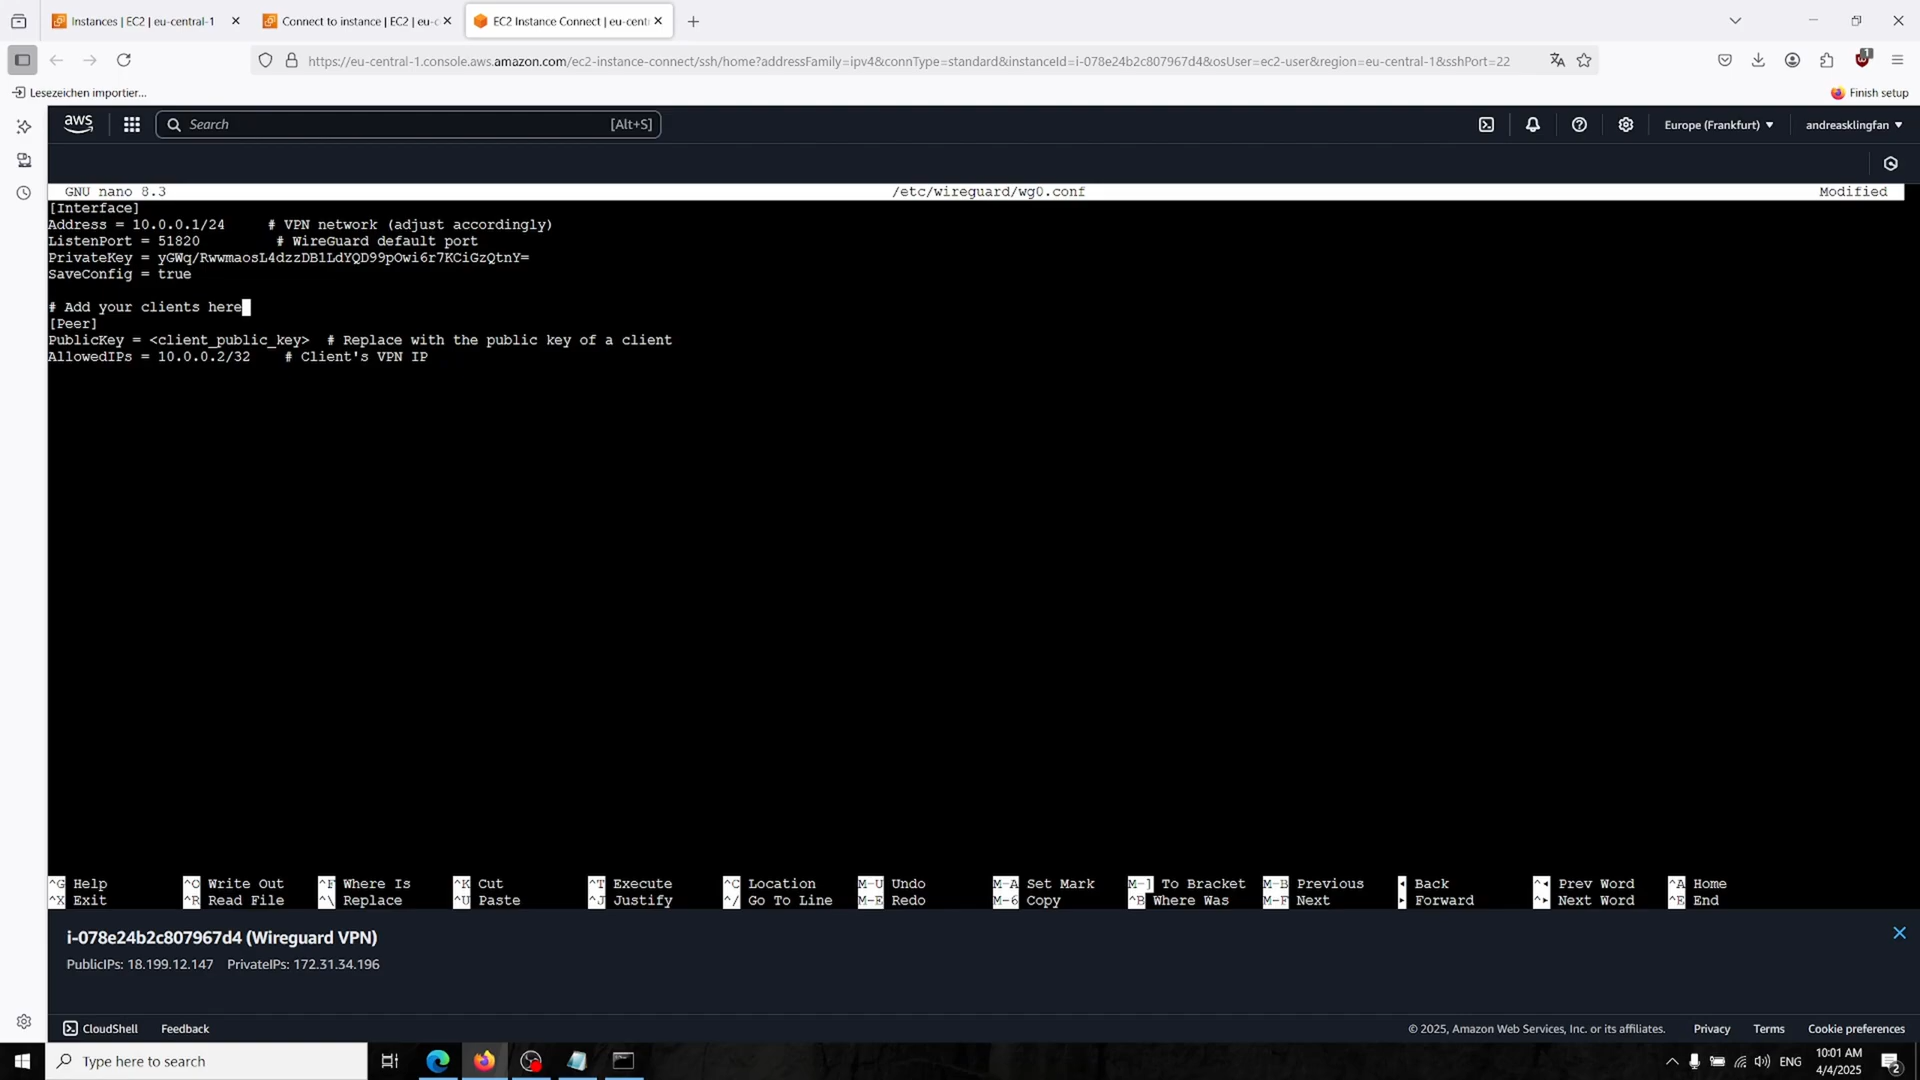 Instances | EC2 | eu-central-1
Connect to instance | EC2 | eu-c
EC2 Instance Connect | eu-cent
https://eu-central-1.console.aws.amazon.com/ec2-instance-connect/ssh/home?addressFamily=ipv4&connType=standard&instanceId=i-078e24b2c807967d4&osUser=ec2-user&region=eu-central-1&sshPort=22
1
Lesezeichen importier...
Finish setup
aws
Search
[Alt+S]
Europe (Frankfurt)
andreasklingfan
GNU nano 8.3
/etc/wireguard/wg0.conf
Modified
[Interface]
Address = 10.0.0.1/24     # VPN network (adjust accordingly)
ListenPort = 51820         # WireGuard default port
PrivateKey = yGWq/RwwmaosL4dzzDB1LdYQD99pOwi6r7KCiGzQtnY=
SaveConfig = true
# Add your clients here
[Peer]
PublicKey = <client_public_key>  # Replace with the public key of a client
AllowedIPs = 10.0.0.2/32    # Client's VPN IP
^G Help ^O Write Out ^F Where Is ^K Cut ^T Execute ^C Location M-U Undo M-A Set Mark M-] To Bracket M-B Previous ◂ Back ^◂ Prev Word ^A Home
^X Exit ^R Read File ^\ Replace ^U Paste ^J Justify ^/ Go To Line M-E Redo M-6 Copy ^B Where Was M-F Next ▸ Forward ^▸ Next Word ^E End
i-078e24b2c807967d4 (Wireguard VPN)
PublicIPs: 18.199.12.147 PrivateIPs: 172.31.34.196
CloudShell
Feedback
© 2025, Amazon Web Services, Inc. or its affiliates.
Privacy
Terms
Cookie preferences
Type here to search
ENG
10:01 AM
4/4/2025
2